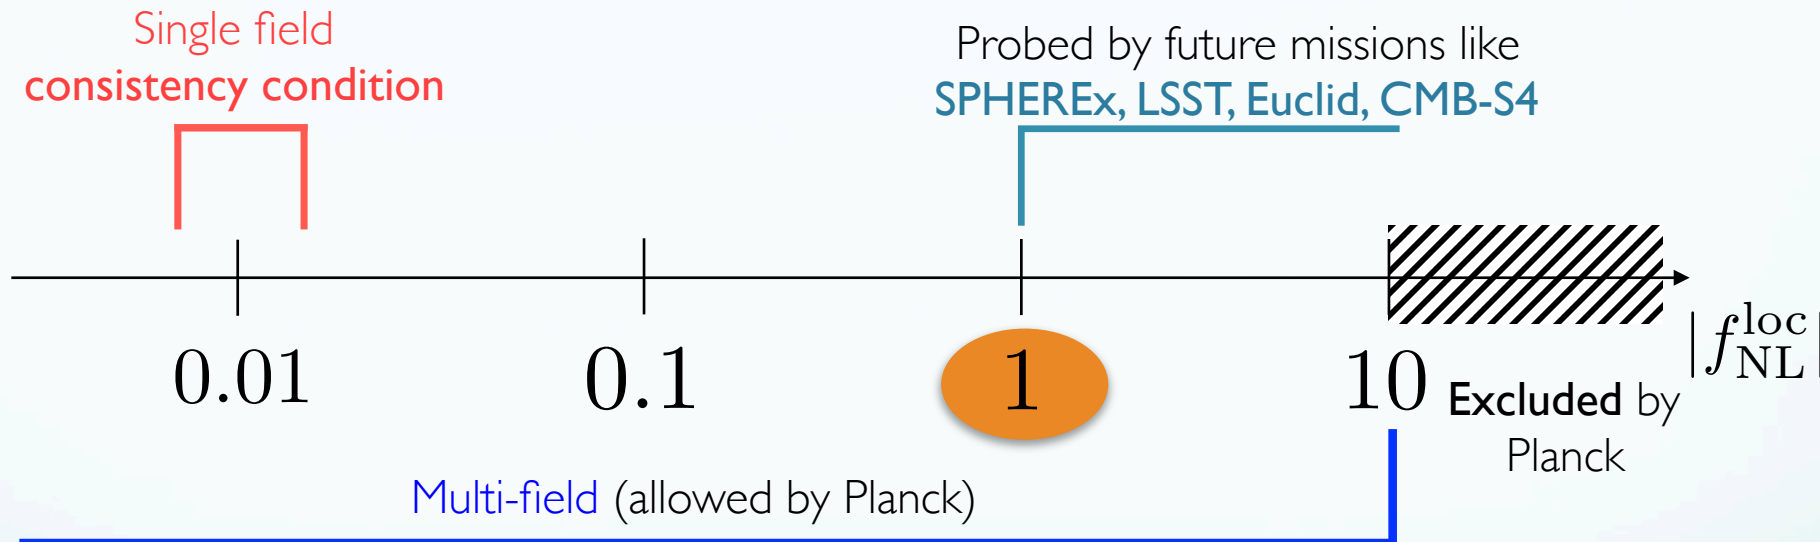 Single field
consistency condition
Probed by future missions like
SPHEREx, LSST, Euclid, CMB-S4
0.01
0.1
1
10
|f_NL^loc|
Excluded by
Planck
Multi-field (allowed by Planck)